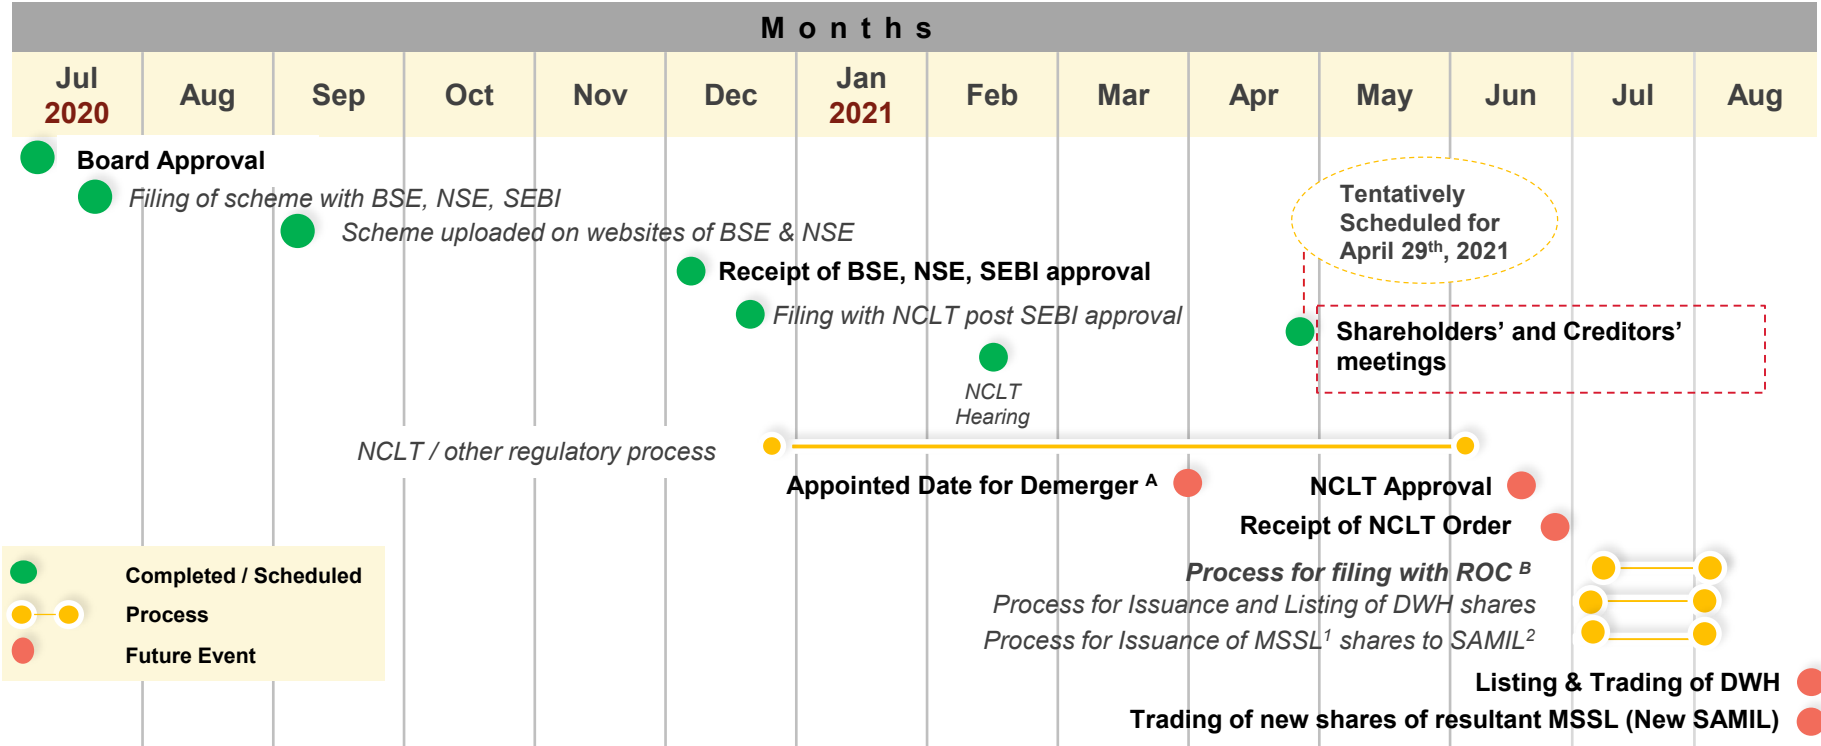 Months
Jul
2020
Aug
Sep
Oct
Nov
Dec
Jan
2021
Feb
Mar
Apr
May
Jun
Jul
Aug
Board Approval
Filing of scheme with BSE, NSE, SEBI
Scheme uploaded on websites of BSE & NSE
Tentatively
Scheduled for
April 29th, 2021
Receipt of BSE, NSE, SEBI approval
Filing with NCLT post SEBI approval
Shareholders’ and Creditors’
meetings
NCLT
Hearing
NCLT / other regulatory process
Appointed Date for Demerger A
NCLT Approval
Receipt of NCLT Order
Process for filing with ROC B
Process for Issuance and Listing of DWH shares
Process for Issuance of MSSL1 shares to SAMIL2
Listing & Trading of DWH
Trading of new shares of resultant MSSL (New SAMIL)
Completed / Scheduled
Process
Future Event